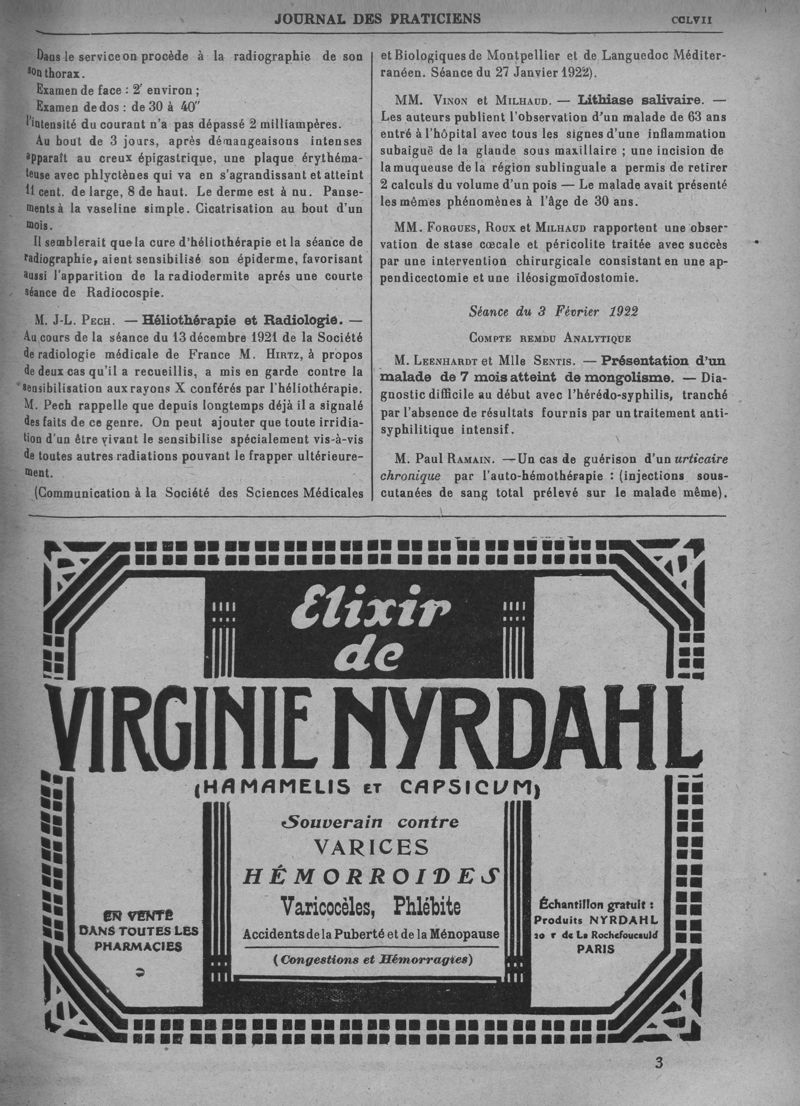 JOURNAL DES PRATICIENS
CCLVII
Dans le service on procède à la radiographie de son
son thorax.
Examen de face : 2' environ ;
Examen de dos : de 30 à 40"
l'intensité du courant n'a pas dépassé 2 milliampères.
Au bout de 3 jours, après démangeaisons intenses
apparaît au creux épigastrique, une plaque érythéma-
teuse avec phlyctènes qui va en s'agrandissant et atteint
11 cent. de large, 8 de haut. Le derme est à nu. Panse-
ments à la vaseline simple. Cicatrisation au bout d'un
mois.
Il semblerait que la cure d'héliothérapie et la séance de
radiographie, aient sensibilisé son épiderme, favorisant
aussi l'apparition de la radiodermite après une courte
séance de Radiocospie.
M. J-L. PECH. — Héliothérapie et Radiologie. —
Au cours de la séance du 13 décembre 1921 de la Société
de radiologie médicale de France M. HIRTZ, à propos
de deux cas qu'il a recueillis, a mis en garde contre la
sensibilisation aux rayons X conférés par l'héliothérapie.
M. Pech rappelle que depuis longtemps déjà il a signalé
des faits de ce genre. On peut ajouter que toute irridia-
tion d'un être vivant le sensibilise spécialement vis-à-vis
de toutes autres radiations pouvant le frapper ultérieure-
ment.
(Communication à la Société des Sciences Médicales
et Biologiques de Montpellier et de Languedoc Méditer-
ranéen. Séance du 27 Janvier 1922).
MM. VINON et MILHAUD. — Lithiase salivaire. —
Les auteurs publient l'observation d'un malade de 63 ans
entré à l'hôpital avec tous les signes d'une inflammation
subaiguë de la glande sous maxillaire ; une incision de
la muqueuse de la région sublinguale a permis de retirer
2 calculs du volume d'un pois — Le malade avait présenté
les mêmes phénomènes à l'âge de 30 ans.
MM. FORGUES, ROUX et MILHAUD rapportent une obser-
vation de stase cœcale et péricolite traitée avec succès
par une intervention chirurgicale consistant en une ap-
pendicectomie et une iléosigmoïdostomie.
Séance du 3 Février 1922
COMPTE REMDU ANALYTIQUE
M. LEENHARDT et Mlle SENTIS. — Présentation d'un
malade de 7 mois atteint de mongolisme. — Dia-
gnostic difficile au début avec l'hérédo-syphilis, tranché
par l'absence de résultats fournis par un traitement anti-
syphilitique intensif.
M. Paul RAMAIN. — Un cas de guérison d'un urticaire
chronique par l'auto-hémothérapie : (injections sous-
cutanées de sang total prélevé sur le malade même),
Elixir
de
VIRGINIE NYRDAHL
(HAMAMELIS ET CAPSICUM)
Souverain contre
VARICES
HÉMORROIDES
Varicocèles, Phlébite
Accidents de la Puberté et de la Ménopause
(Congestions et Hémorragies)
EN VENTE
DANS TOUTES LES
PHARMACIES
Échantillon gratuit :
Produits NYRDAHL
20 r de La Rochefoucauld
PARIS
3